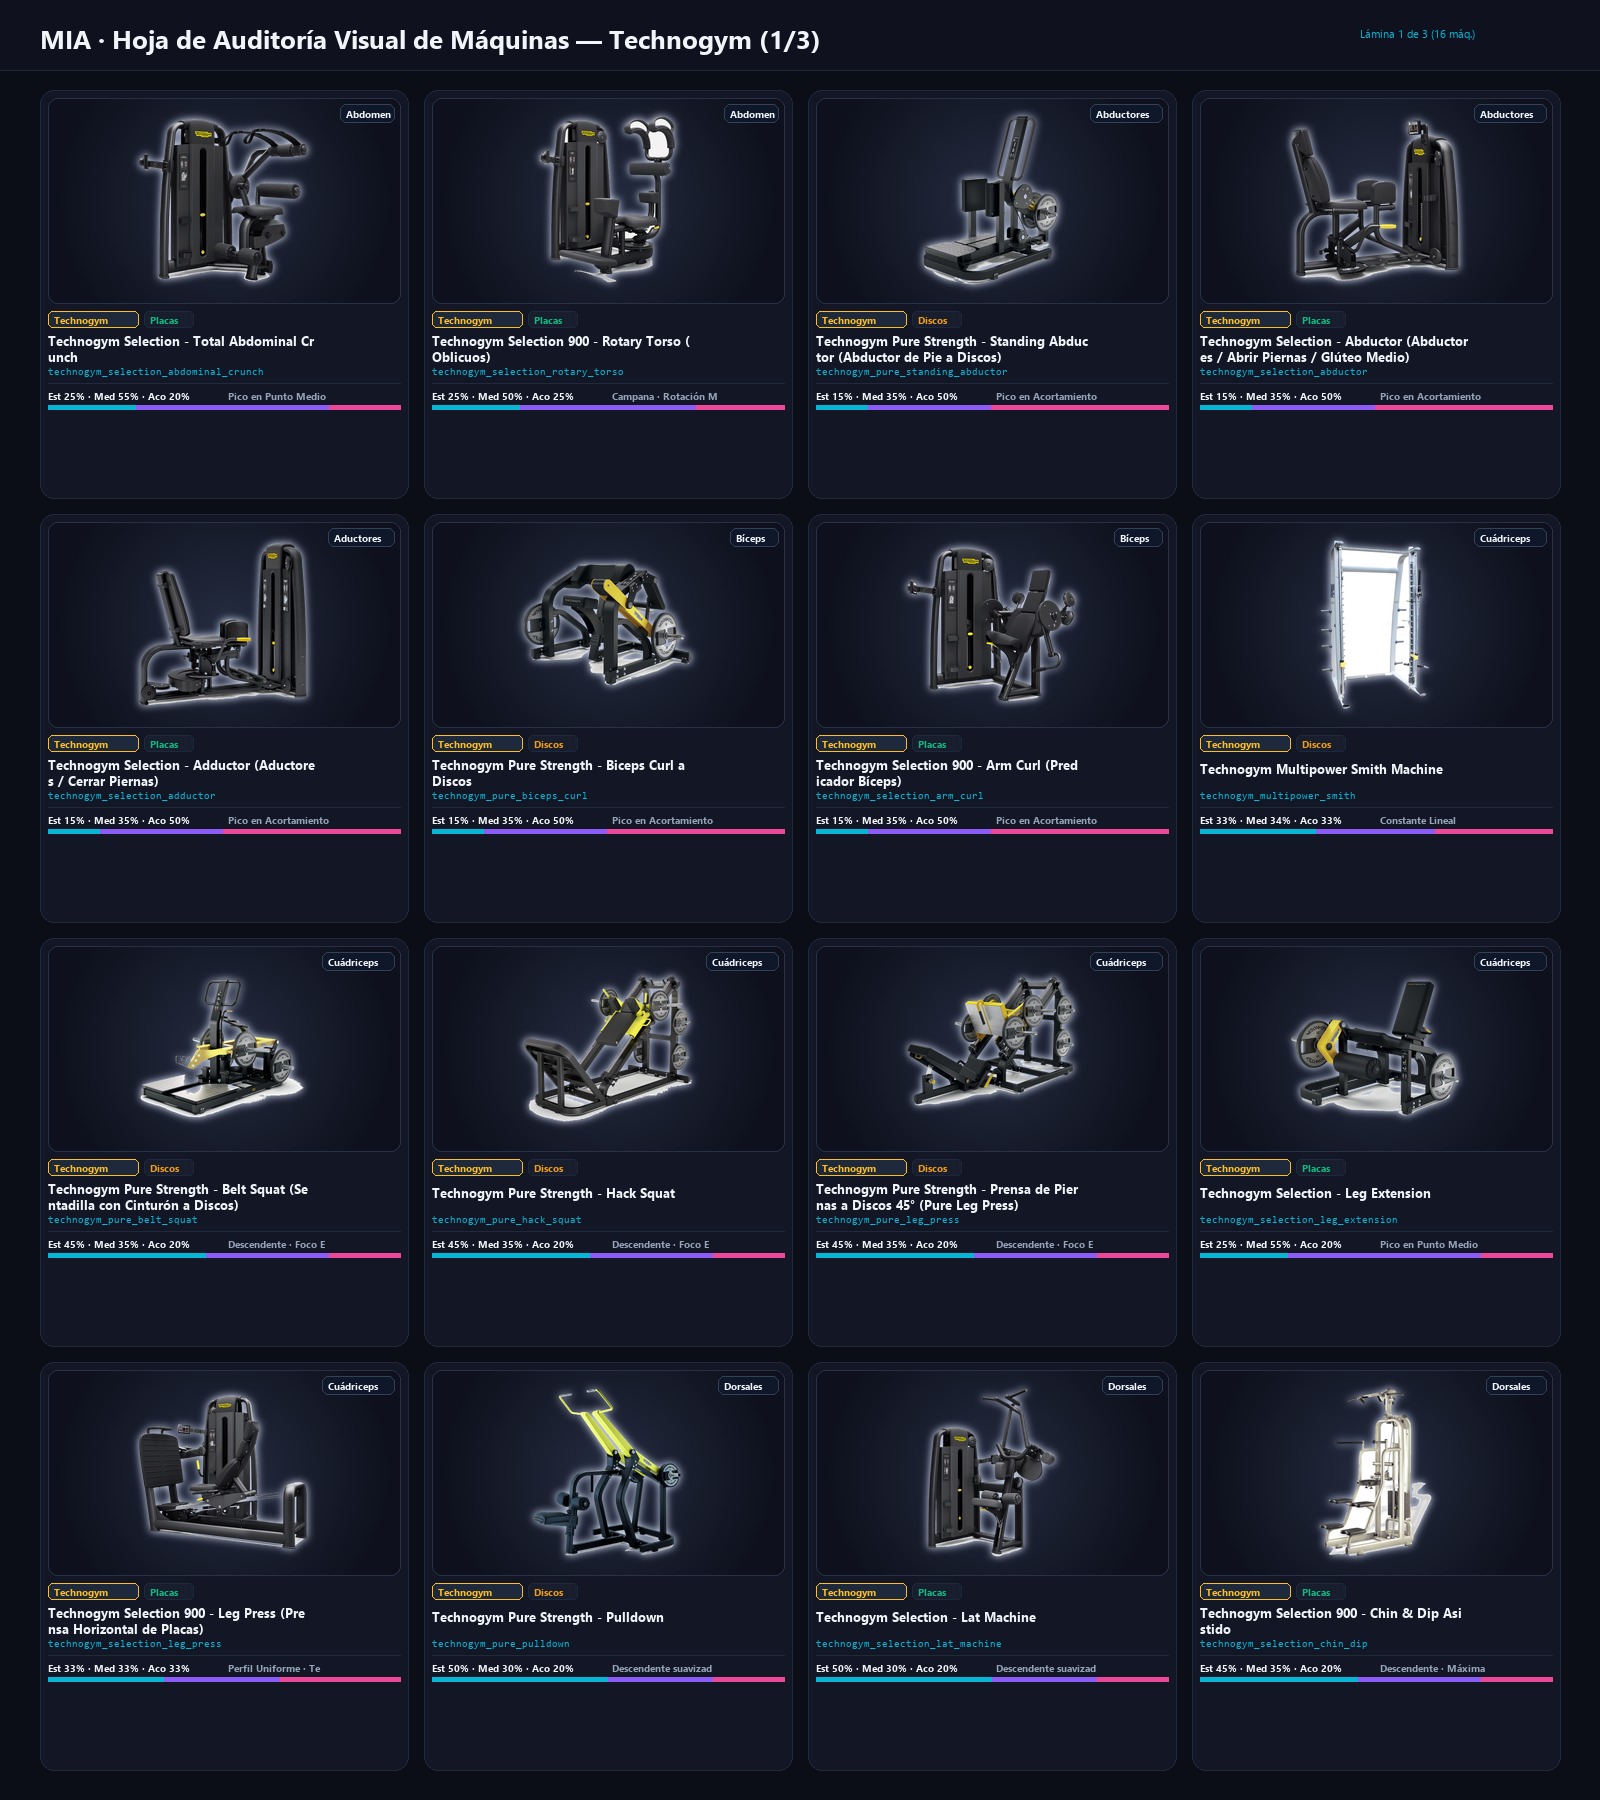 MIA · Hoja de Auditoría Visual de Máquinas — Technogym (1/3)
Lámina 1 de 3 (16 máq.)
Abdomen
Technogym
Placas
Technogym Selection - Total Abdominal Cr
unch
technogym_selection_abdominal_crunch
Est 25% · Med 55% · Aco 20%
Pico en Punto Medio
Abdomen
Technogym
Placas
Technogym Selection 900 - Rotary Torso (
Oblicuos)
technogym_selection_rotary_torso
Est 25% · Med 50% · Aco 25%
Campana · Rotación M
Abductores
Technogym
Discos
Technogym Pure Strength - Standing Abduc
tor (Abductor de Pie a Discos)
technogym_pure_standing_abductor
Est 15% · Med 35% · Aco 50%
Pico en Acortamiento
Abductores
Technogym
Placas
Technogym Selection - Abductor (Abductor
es / Abrir Piernas / Glúteo Medio)
technogym_selection_abductor
Est 15% · Med 35% · Aco 50%
Pico en Acortamiento
Aductores
Technogym
Placas
Technogym Selection - Adductor (Aductore
s / Cerrar Piernas)
technogym_selection_adductor
Est 15% · Med 35% · Aco 50%
Pico en Acortamiento
Bíceps
Technogym
Discos
Technogym Pure Strength - Biceps Curl a
Discos
technogym_pure_biceps_curl
Est 15% · Med 35% · Aco 50%
Pico en Acortamiento
Bíceps
Technogym
Placas
Technogym Selection 900 - Arm Curl (Pred
icador Bíceps)
technogym_selection_arm_curl
Est 15% · Med 35% · Aco 50%
Pico en Acortamiento
Cuádriceps
Technogym
Discos
Technogym Multipower Smith Machine
technogym_multipower_smith
Est 33% · Med 34% · Aco 33%
Constante Lineal
Cuádriceps
Technogym
Discos
Technogym Pure Strength - Belt Squat (Se
ntadilla con Cinturón a Discos)
technogym_pure_belt_squat
Est 45% · Med 35% · Aco 20%
Descendente · Foco E
Cuádriceps
Technogym
Discos
Technogym Pure Strength - Hack Squat
technogym_pure_hack_squat
Est 45% · Med 35% · Aco 20%
Descendente · Foco E
Cuádriceps
Technogym
Discos
Technogym Pure Strength - Prensa de Pier
nas a Discos 45° (Pure Leg Press)
technogym_pure_leg_press
Est 45% · Med 35% · Aco 20%
Descendente · Foco E
Cuádriceps
Technogym
Placas
Technogym Selection - Leg Extension
technogym_selection_leg_extension
Est 25% · Med 55% · Aco 20%
Pico en Punto Medio
Cuádriceps
Technogym
Placas
Technogym Selection 900 - Leg Press (Pre
nsa Horizontal de Placas)
technogym_selection_leg_press
Est 33% · Med 33% · Aco 33%
Perfil Uniforme · Te
Dorsales
Technogym
Discos
Technogym Pure Strength - Pulldown
technogym_pure_pulldown
Est 50% · Med 30% · Aco 20%
Descendente suavizad
Dorsales
Technogym
Placas
Technogym Selection - Lat Machine
technogym_selection_lat_machine
Est 50% · Med 30% · Aco 20%
Descendente suavizad
Dorsales
Technogym
Placas
Technogym Selection 900 - Chin & Dip Asi
stido
technogym_selection_chin_dip
Est 45% · Med 35% · Aco 20%
Descendente · Máxima